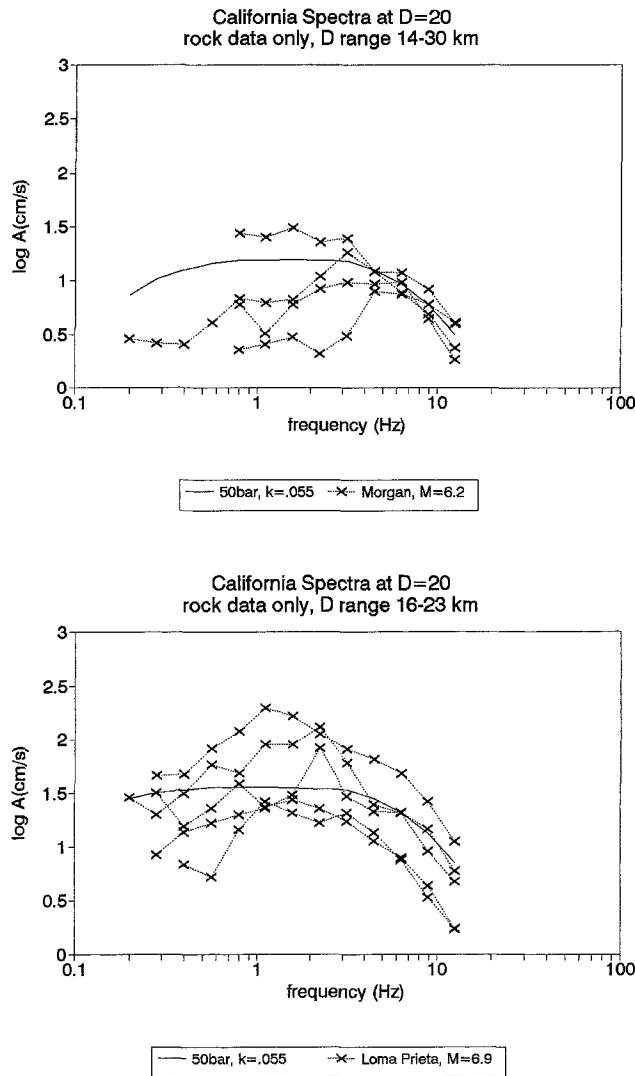 California Spectra at D=20
rock data only, D range 14-30 km
3
2.5
2
1.5
1
0.5
0
log A(cm/s)
0.1 1 10 100
frequency (Hz)
50bar, k=.055 Morgan, M=6.2
California Spectra at D=20
rock data only, D range 16-23 km
3
2.5
2
1.5
1
0.5
0
log A(cm/s)
0.1 1 10 100
frequency (Hz)
50bar, k=.055 Loma Prieta, M=6.9